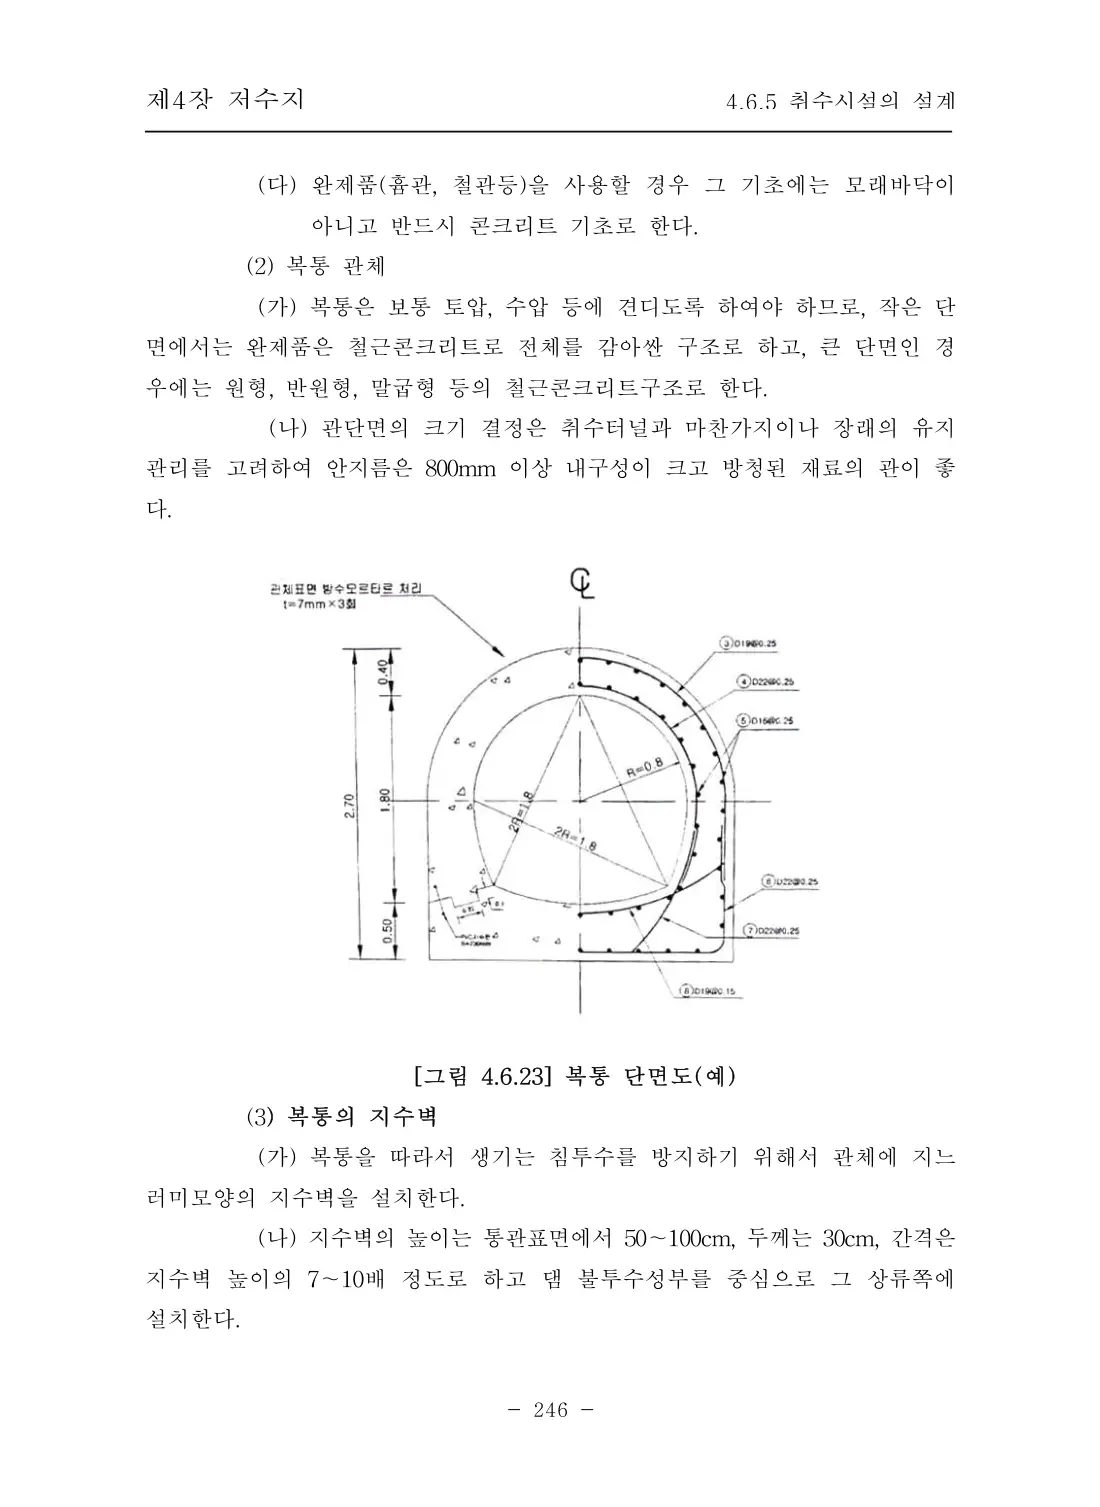 제4장 저수지
4.6.5 취수시설의 설계
(다) 완제품(흄관, 철관등)을 사용할 경우 그 기초에는 모래바닥이
아니고 반드시 콘크리트 기초로 한다.
(2) 복통 관체
(가) 복통은 보통 토압, 수압 등에 견디도록 하여야 하므로, 작은 단
면에서는 완제품은 철근콘크리트로 전체를 감아싼 구조로 하고, 큰 단면인 경
우에는 원형, 반원형, 말굽형 등의 철근콘크리트구조로 한다.
(나) 관단면의 크기 결정은 취수터널과 마찬가지이나 장래의 유지
관리를 고려하여 안지름은 800mm 이상 내구성이 크고 방청된 재료의 관이 좋
다.
관체표면 방수모르타르 처리
t=7mm×3회
C L
③D19@0.25
0.40
④D22@0.25
⑤D16@0.25
R=0.8
2.70
1.80
2R=1.8
2R=1.8
⑥D22@0.25
0.50
⑦D22@0.25
⑧D19@0.15
[그림 4.6.23] 복통 단면도(예)
(3) 복통의 지수벽
(가) 복통을 따라서 생기는 침투수를 방지하기 위해서 관체에 지느
러미모양의 지수벽을 설치한다.
(나) 지수벽의 높이는 통관표면에서 50～100cm, 두께는 30cm, 간격은
지수벽 높이의 7～10배 정도로 하고 댐 불투수성부를 중심으로 그 상류쪽에
설치한다.
- 246 -